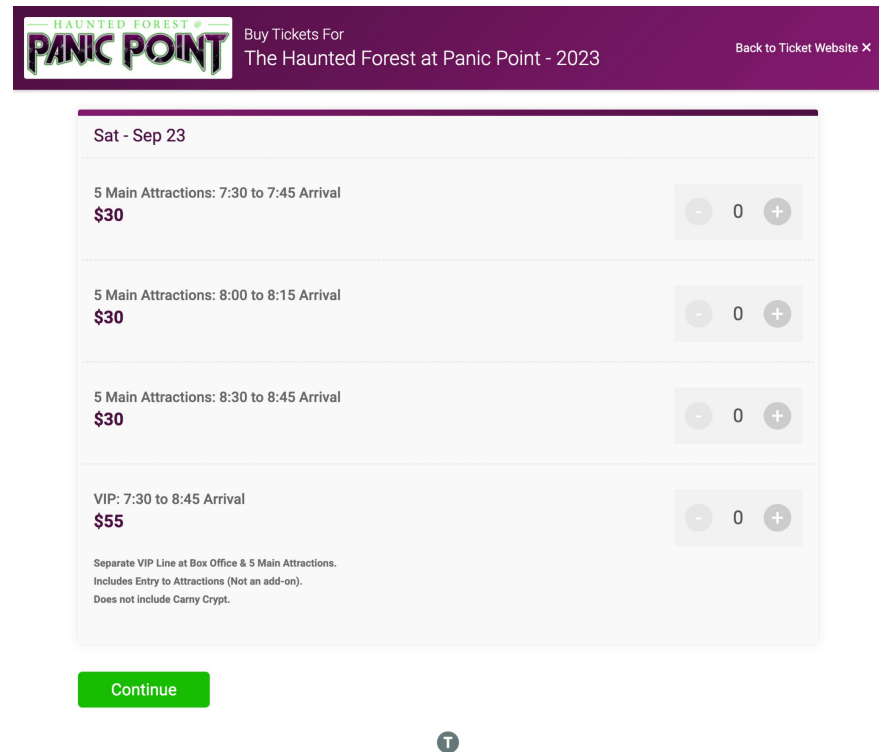 HAUNTED FOREST @
PANIC POINT
Buy Tickets For
The Haunted Forest at Panic Point - 2023
Back to Ticket Website ×
Sat - Sep 23
5 Main Attractions: 7:30 to 7:45 Arrival
$30
- 0 +
5 Main Attractions: 8:00 to 8:15 Arrival
$30
- 0 +
5 Main Attractions: 8:30 to 8:45 Arrival
$30
- 0 +
VIP: 7:30 to 8:45 Arrival
$55
- 0 +
Separate VIP Line at Box Office & 5 Main Attractions.
Includes Entry to Attractions (Not an add-on).
Does not include Carny Crypt.
Continue
T